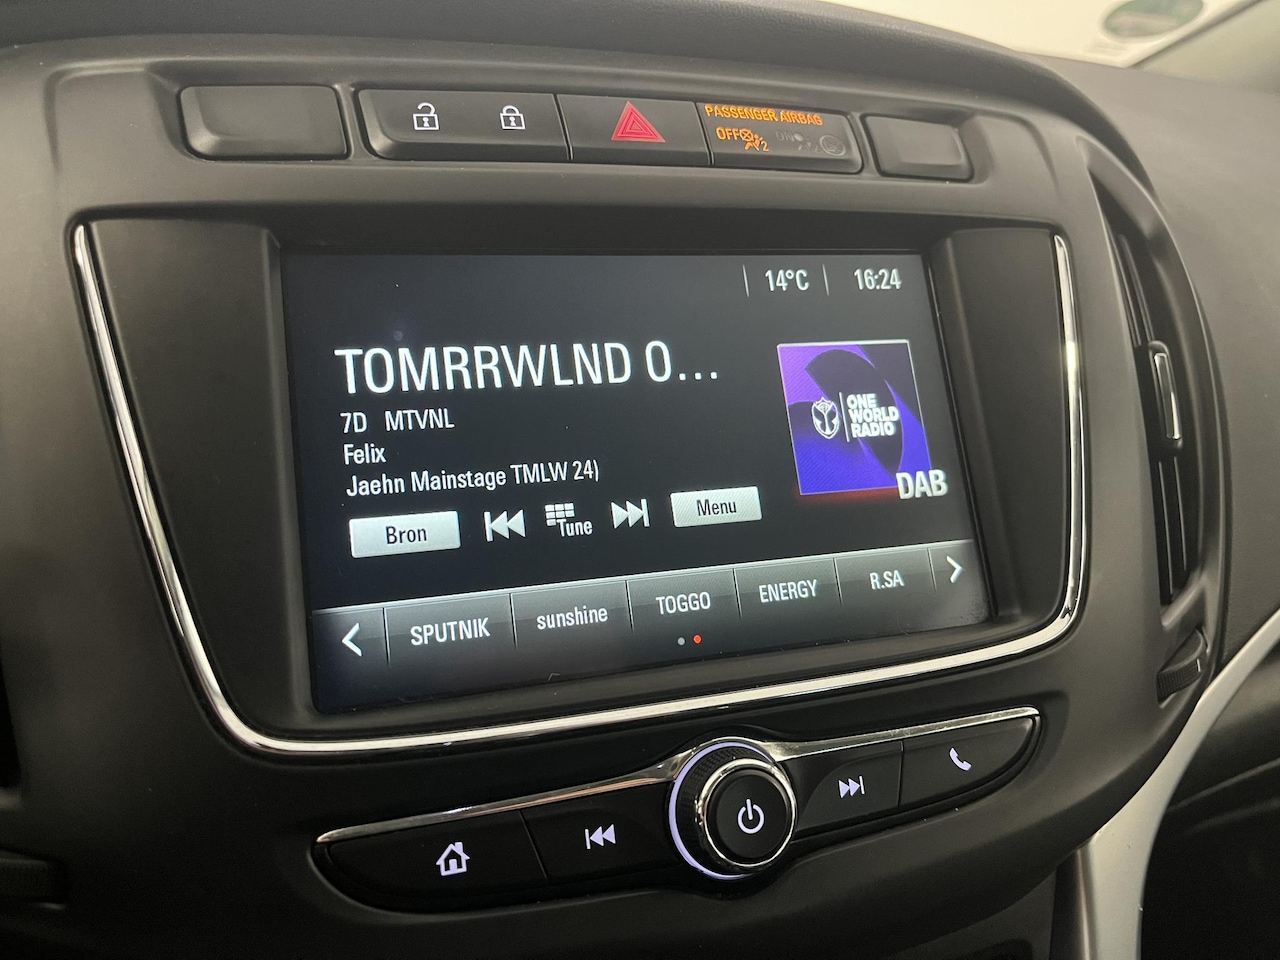 PASSENGER AIRBAG
OFF 2
14°C 16:24
TOMRRWLND O...
7D MTVNL
Felix
Jaehn Mainstage TMLW 24)
ONE
WORLD
RADIO
DAB
Bron Tune Menu
SPUTNIK sunshine TOGGO ENERGY R.SA